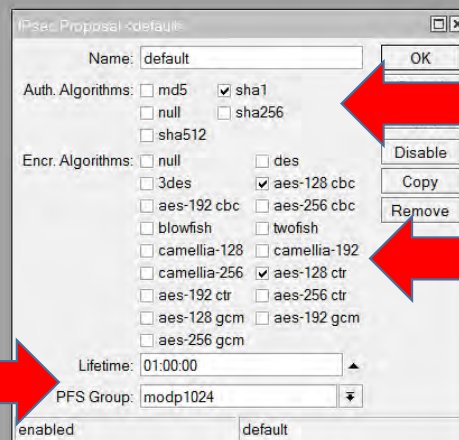 IPsec Proposal <default>
Name: default
OK
Auth. Algorithms: md5 sha1
null sha256
sha512
Disable
Encr. Algorithms: null des
3des aes-128 cbc
Copy
aes-192 cbc aes-256 cbc
Remove
blowfish twofish
camellia-128 camellia-192
camellia-256 aes-128 ctr
aes-192 ctr aes-256 ctr
aes-128 gcm aes-192 gcm
aes-256 gcm
Lifetime: 01:00:00
PFS Group: modp1024
enabled default